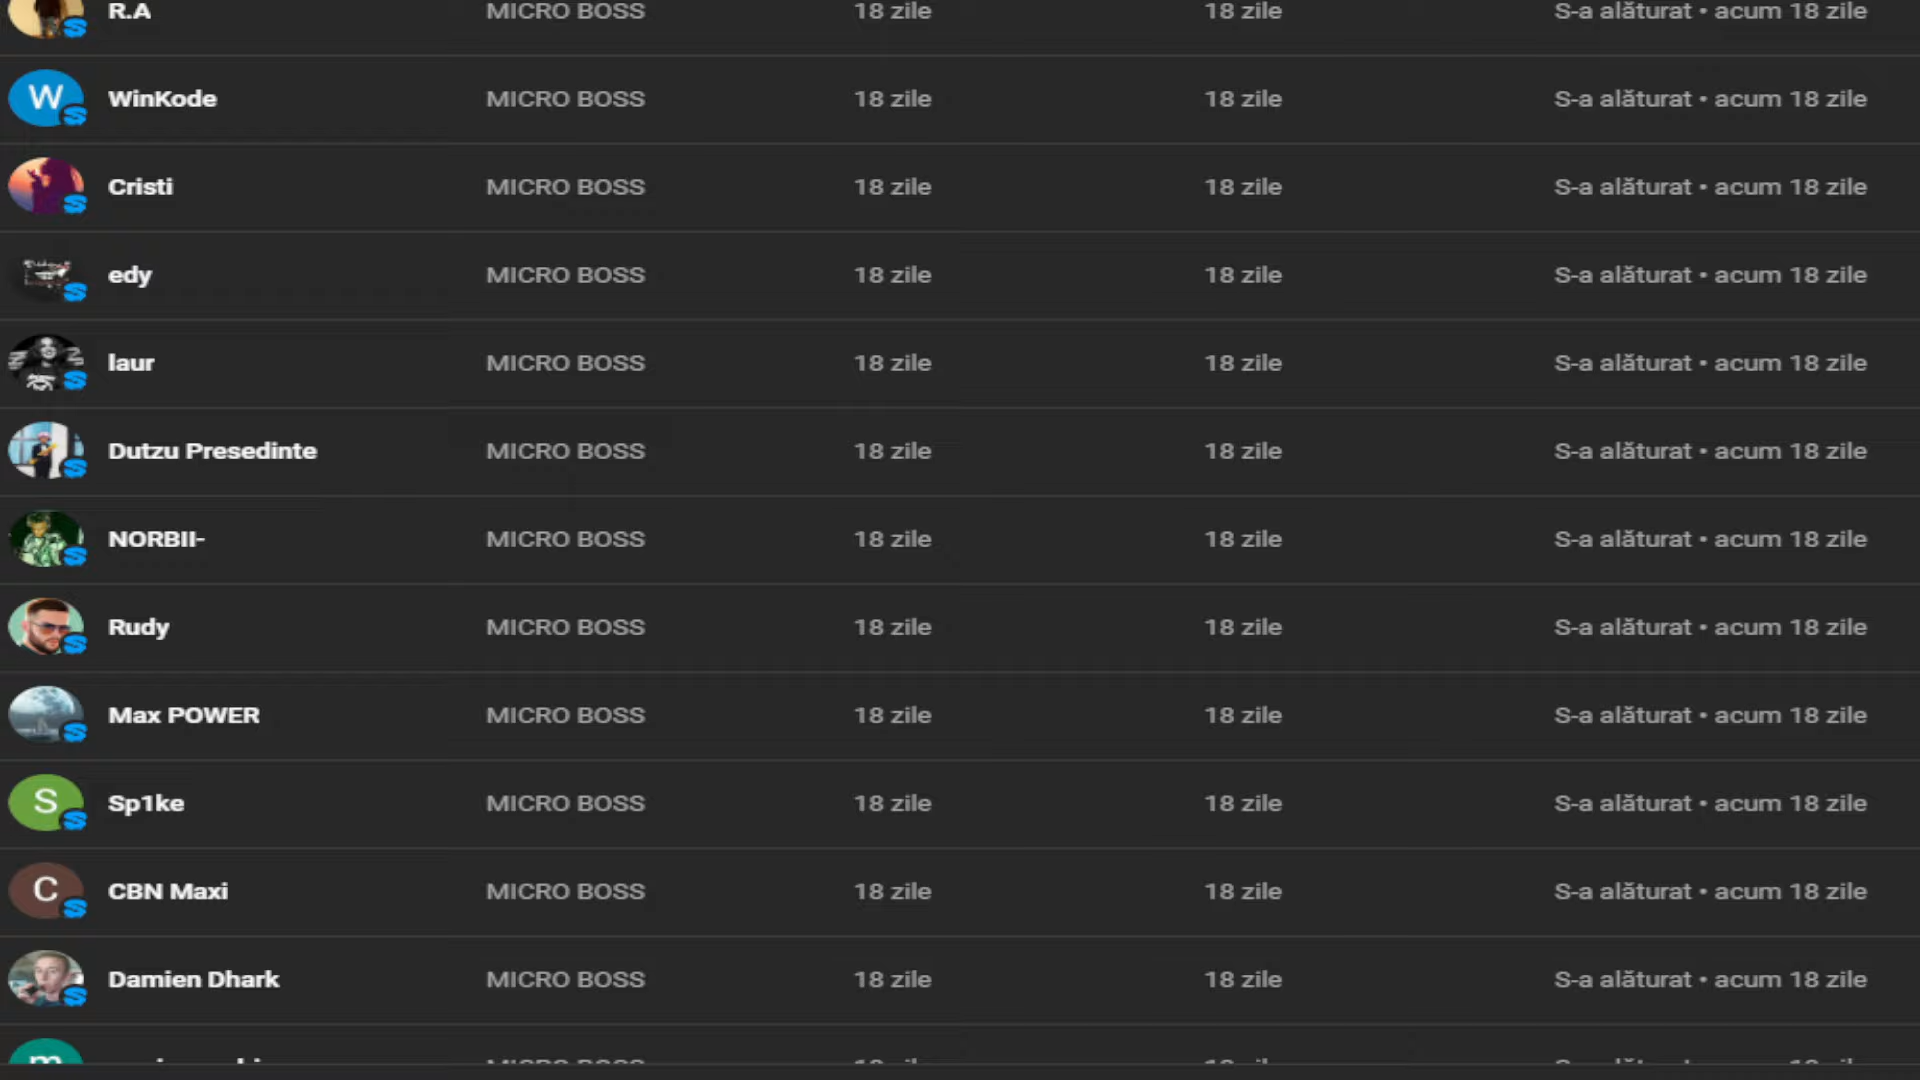 R.A MICRO BOSS 18 zile 18 zile S-a alăturat • acum 18 zile
W WinKode MICRO BOSS 18 zile 18 zile S-a alăturat • acum 18 zile
Cristi MICRO BOSS 18 zile 18 zile S-a alăturat • acum 18 zile
edy MICRO BOSS 18 zile 18 zile S-a alăturat • acum 18 zile
laur MICRO BOSS 18 zile 18 zile S-a alăturat • acum 18 zile
Dutzu Presedinte MICRO BOSS 18 zile 18 zile S-a alăturat • acum 18 zile
NORBII- MICRO BOSS 18 zile 18 zile S-a alăturat • acum 18 zile
Rudy MICRO BOSS 18 zile 18 zile S-a alăturat • acum 18 zile
Max POWER MICRO BOSS 18 zile 18 zile S-a alăturat • acum 18 zile
S Sp1ke MICRO BOSS 18 zile 18 zile S-a alăturat • acum 18 zile
C CBN Maxi MICRO BOSS 18 zile 18 zile S-a alăturat • acum 18 zile
Damien Dhark MICRO BOSS 18 zile 18 zile S-a alăturat • acum 18 zile